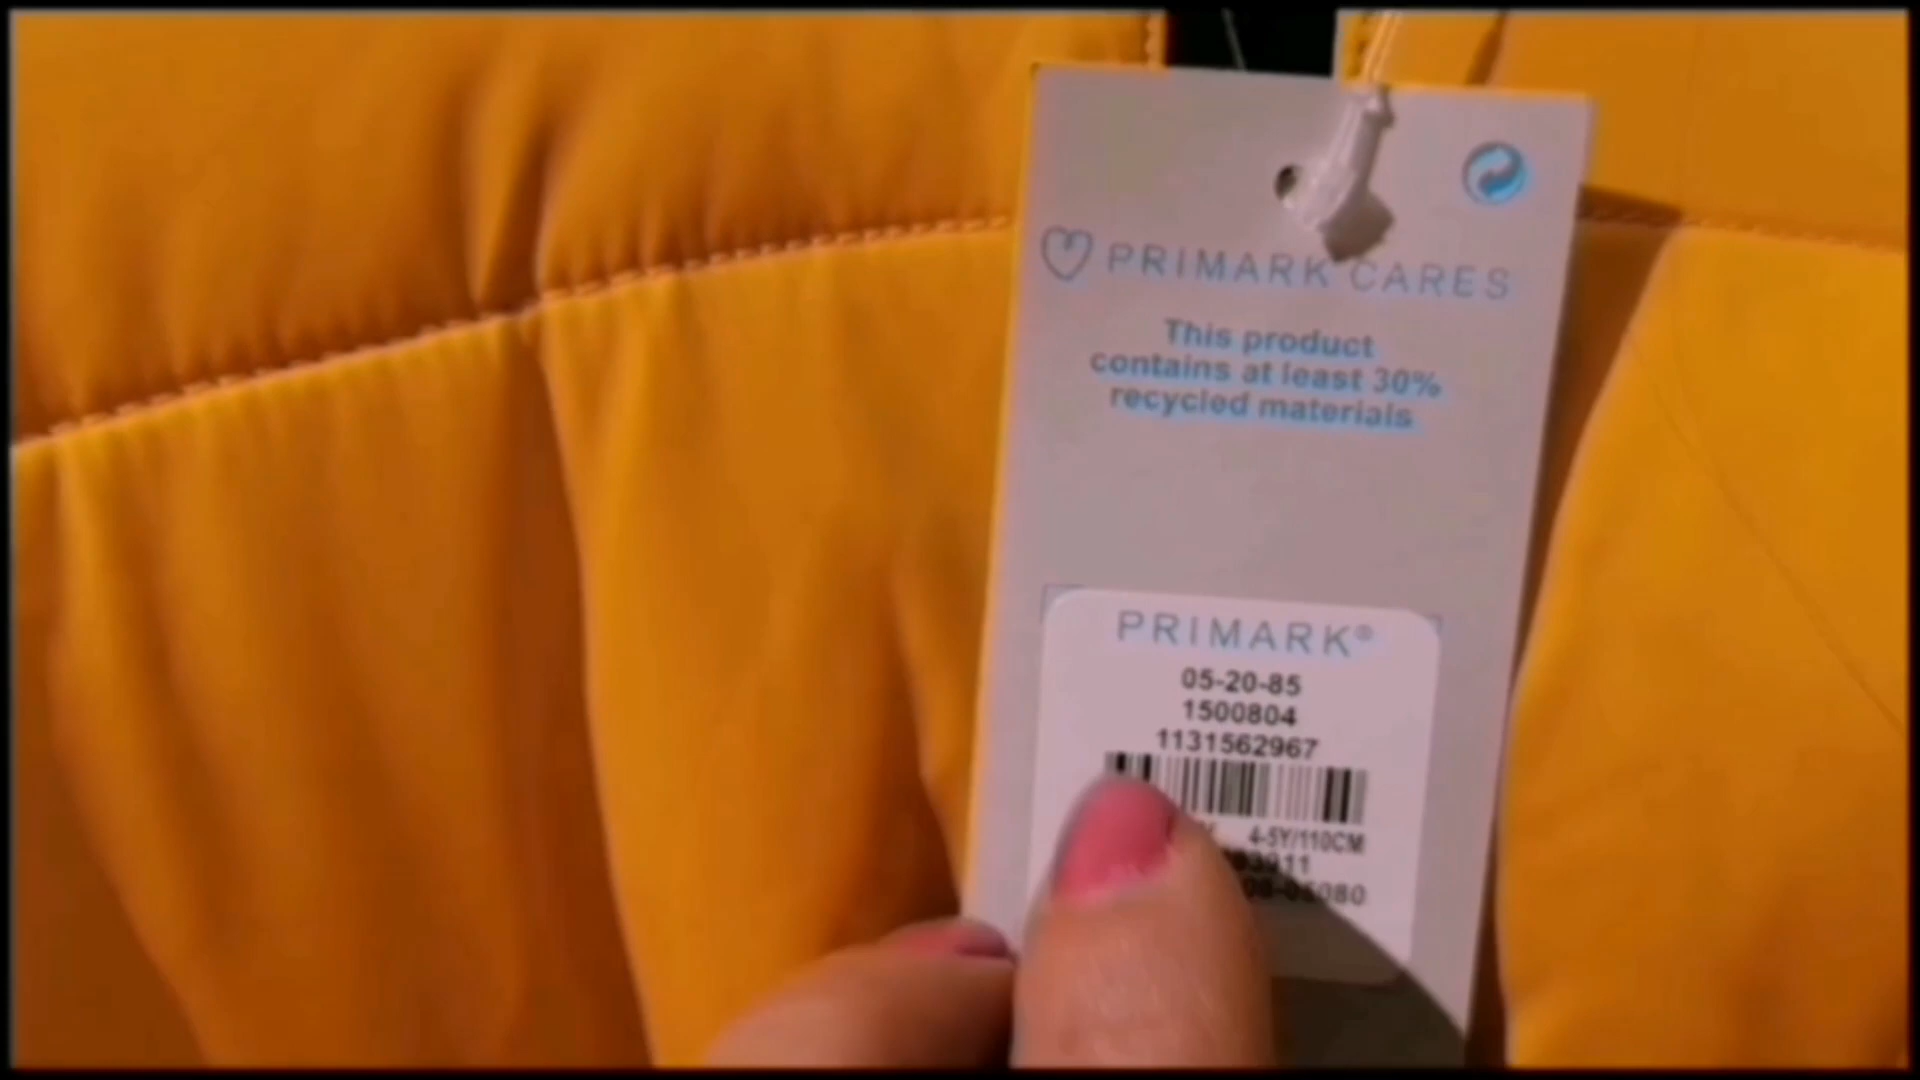 PRIMARK CARES
This product
contains at least 30%
recycled materials
PRIMARK®
05-20-85
1500804
1131562967
4-5Y/110CM